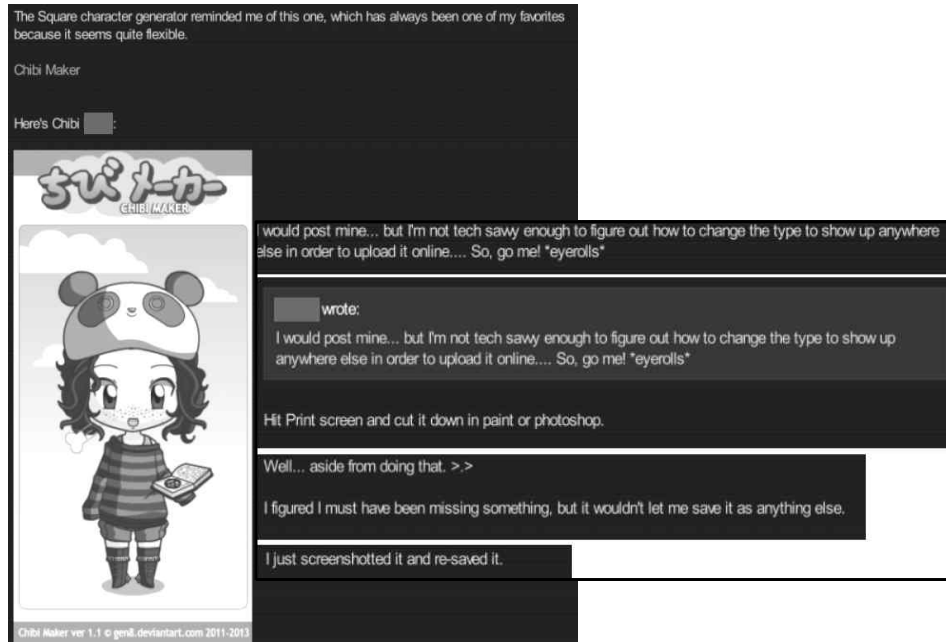 The Square character generator reminded me of this one, which has always been one of my favorites
because it seems quite flexible.
Chibi Maker
Here's Chibi :
ちびメーカー
CHIBI MAKER
Chibi Maker ver 1.1 © gen8.deviantart.com 2011-2013
I would post mine... but I'm not tech savvy enough to figure out how to change the type to show up anywhere
else in order to upload it online.... So, go me! *eyerolls*
wrote:
I would post mine... but I'm not tech savvy enough to figure out how to change the type to show up
anywhere else in order to upload it online.... So, go me! *eyerolls*
Hit Print screen and cut it down in paint or photoshop.
Well... aside from doing that. >.>
I figured I must have been missing something, but it wouldn't let me save it as anything else.
I just screenshotted it and re-saved it.